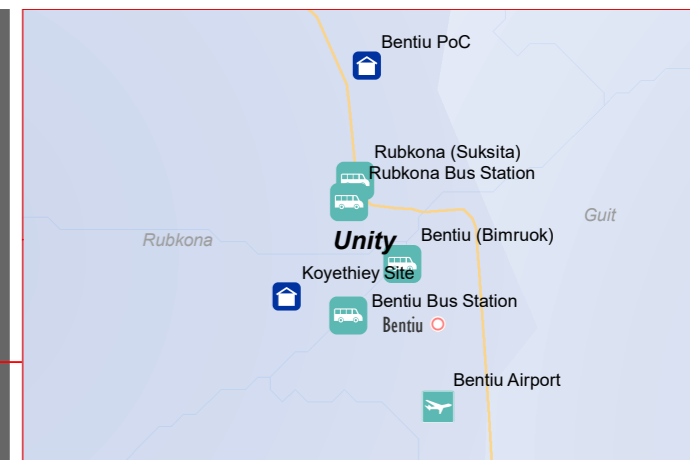 Bentiu PoC
Rubkona (Suksita)
Rubkona Bus Station
Guit
Rubkona
Unity
Bentiu (Bimruok)
Koyethiey Site
Bentiu Bus Station
Bentiu
Bentiu Airport